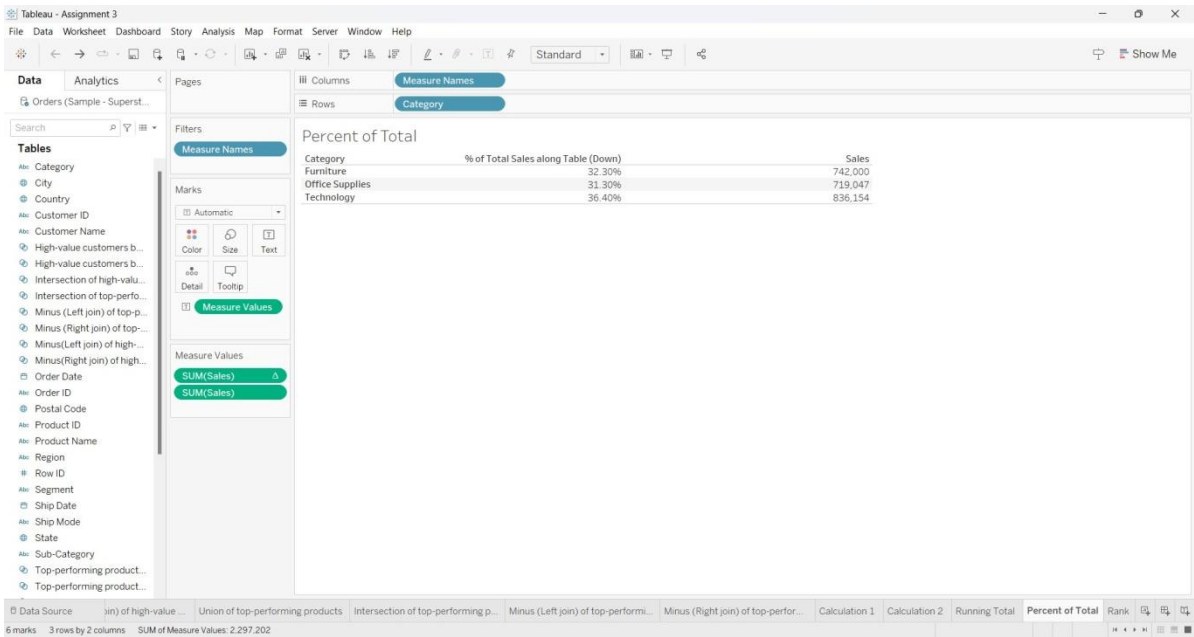 Tableau - Assignment 3
File Data Worksheet Dashboard Story Analysis Map Format Server Window Help
Standard
Show Me
Data Analytics
Orders (Sample - Superst...
Search
Tables
Abc Category
City
Country
Abc Customer ID
Abc Customer Name
High-value customers b...
High-value customers b...
Intersection of high-valu...
Intersection of top-perfo...
Minus (Left join) of top-p...
Minus (Right join) of top-...
Minus(Left join) of high-...
Minus(Right join) of high...
Order Date
Abc Order ID
Postal Code
Abc Product ID
Abc Product Name
Abc Region
# Row ID
Abc Segment
Ship Date
Abc Ship Mode
State
Abc Sub-Category
Top-performing product...
Top-performing product...
Pages
Filters
Measure Names
Marks
Automatic
Color Size Text
Detail Tooltip
Measure Values
Measure Values
SUM(Sales) Δ
SUM(Sales)
Columns Measure Names
Rows Category
Percent of Total
Category % of Total Sales along Table (Down) Sales
Furniture 32.30% 742,000
Office Supplies 31.30% 719,047
Technology 36.40% 836,154
Data Source oin) of high-value ... Union of top-performing products Intersection of top-performing p... Minus (Left join) of top-performi... Minus (Right join) of top-perfor... Calculation 1 Calculation 2 Running Total Percent of Total Rank
6 marks 3 rows by 2 columns SUM of Measure Values: 2,297,202